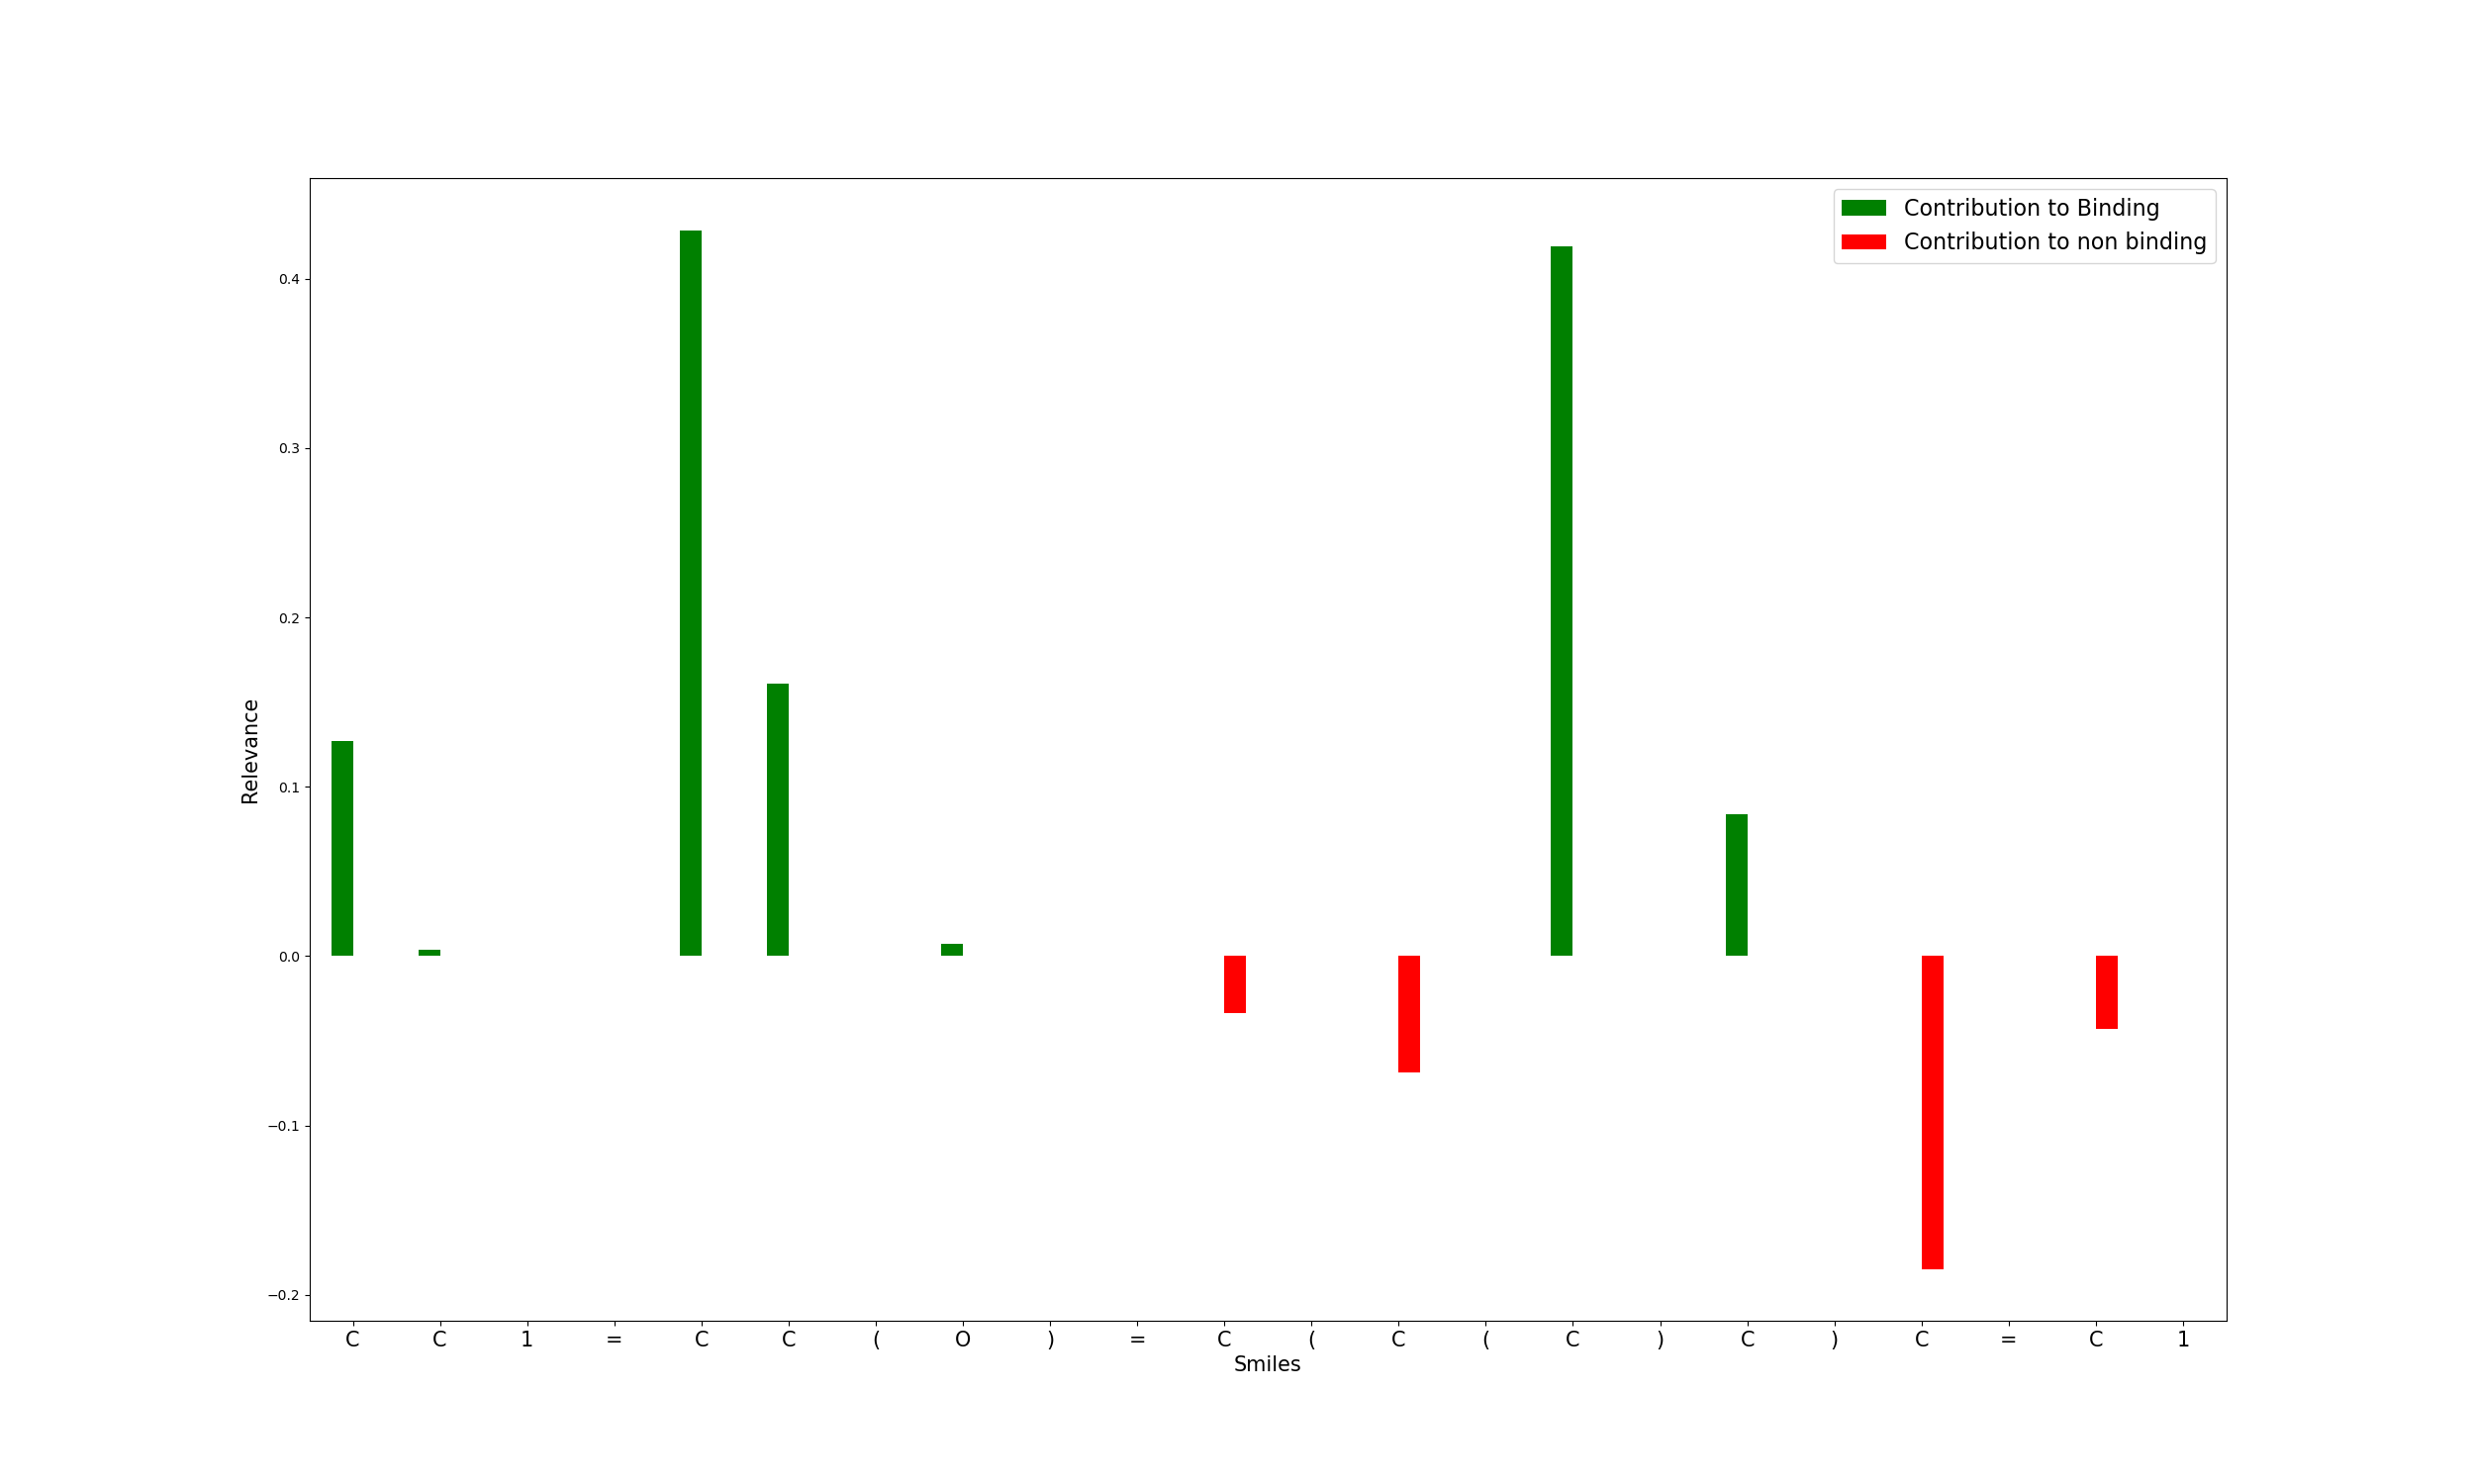 Contribution to Binding
Contribution to non binding
0.4
0.3
0.2
0.1
0.0
−0.1
−0.2
Relevance
C C 1 = C C ( O ) = C ( C ( C ) C ) C = C 1
Smiles